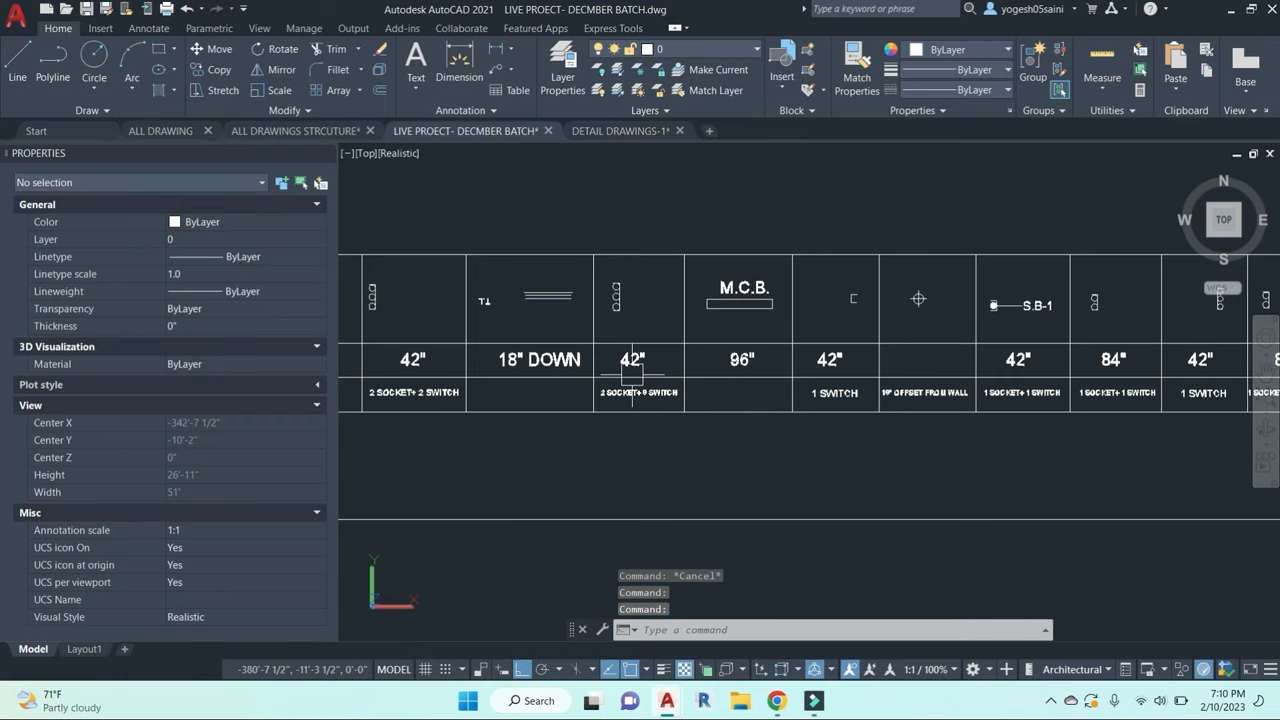 Autodesk AutoCAD 2021 LIVE PROECT- DECMBER BATCH.dwg
Type a keyword or phrase
yogesh05saini
Home Insert Annotate Parametric View Manage Output Add-ins Collaborate Featured Apps Express Tools
Line Polyline Circle Arc
Move Rotate Trim
Copy Mirror Fillet
Stretch Scale Array
Text Dimension Table
Layer Properties
0
Make Current
Match Layer
Insert
Match Properties
ByLayer
ByLayer
ByLayer
Group
Measure
Paste
Base
Draw Modify Annotation Layers Block Properties Groups Utilities Clipboard View
Start ALL DRAWING ALL DRAWINGS STRCUTURE* LIVE PROJECT- DECMBER BATCH* DETAIL DRAWINGS-1*
PROPERTIES
[−][Top][Realistic]
No selection
General
Color ByLayer
Layer 0
Linetype ByLayer
Linetype scale 1.0
Lineweight ByLayer
Transparency ByLayer
Thickness 0"
3D Visualization
Material ByLayer
Plot style
View
Center X -342'-7 1/2"
Center Y -10'-2"
Center Z 0"
Height 26'-11"
Width 51'
Misc
Annotation scale 1:1
UCS icon On Yes
UCS icon at origin Yes
UCS per viewport Yes
UCS Name
Visual Style Realistic
N
W TOP E
S
M.C.B.
S.B-1
42" 18" DOWN 42" 96" 42" 42" 84" 42"
2 SOCKET+ 2 SWITCH 1 SWITCH 1 SOCKET+ 1 SWITCH 1 SOCKET+ 1 SWITCH 1 SWITCH
Y
X
Command: *Cancel*
Command:
Command:
Type a command
Model Layout1
-380'-7 1/2", -11'-3 1/2", 0'-0" MODEL 1:1 / 100% Architectural
71°F
Partly cloudy
Search
7:10 PM
2/10/2023